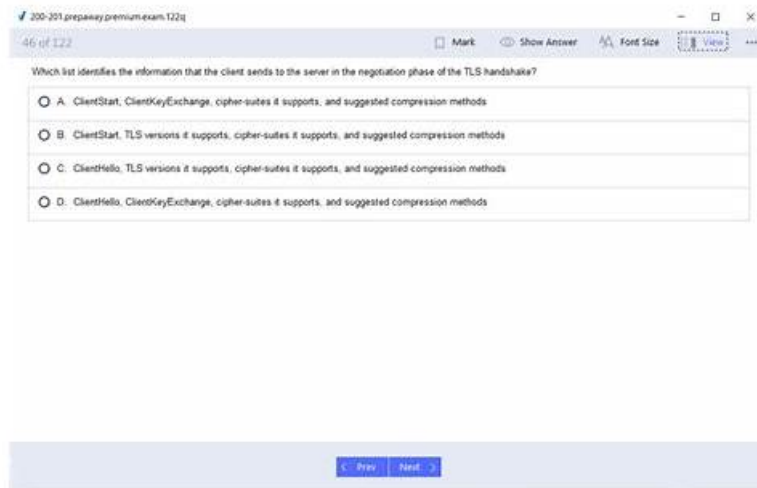 200-201.prepaway.premium.exam.122q
46 of 122
Mark
Show Answer
Font Size
View
Which list identifies the information that the client sends to the server in the negotiation phase of the TLS handshake?
A. ClientStart, ClientKeyExchange, cipher-suites it supports, and suggested compression methods
B. ClientStart, TLS versions it supports, cipher-suites it supports, and suggested compression methods
C. ClientHello, TLS versions it supports, cipher-suites it supports, and suggested compression methods
D. ClientHello, ClientKeyExchange, cipher-suites it supports, and suggested compression methods
Prev
Next